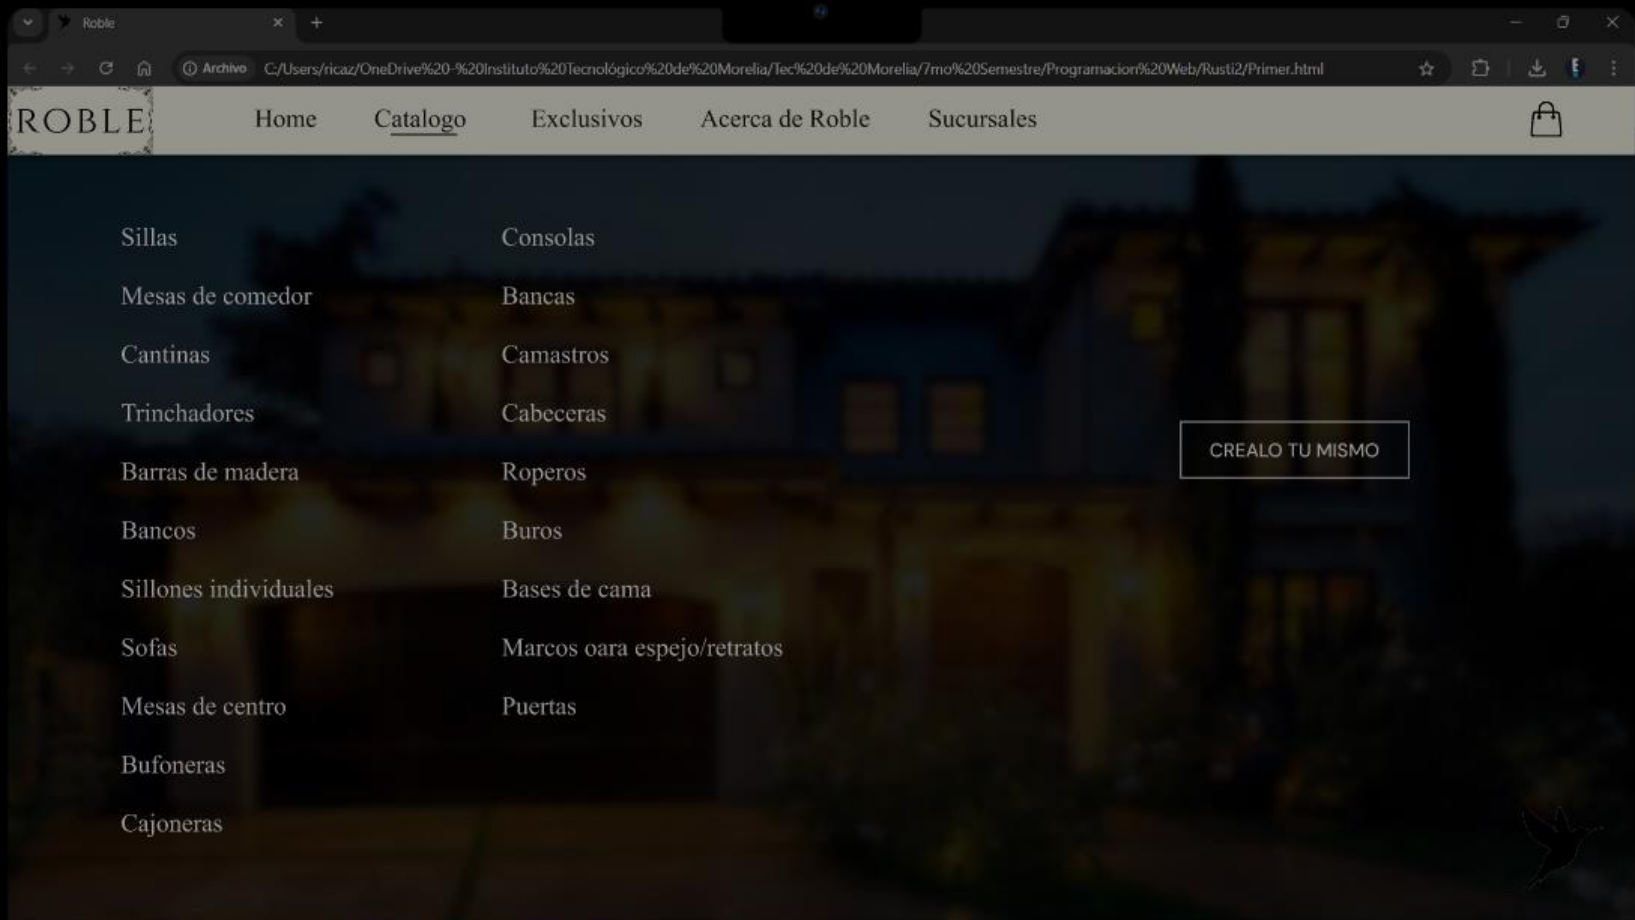 Roble
Archivo C:/Users/ricaz/OneDrive%20-%20Instituto%20Tecnológico%20de%20Morelia/Tec%20de%20Morelia/7mo%20Semestre/Programacion%20Web/Rusti2/Primer.html
ROBLE Home Catalogo Exclusivos Acerca de Roble Sucursales
Sillas
Mesas de comedor
Cantinas
Trinchadores
Barras de madera
Bancos
Sillones individuales
Sofas
Mesas de centro
Bufoneras
Cajoneras
Consolas
Bancas
Camastros
Cabeceras
Roperos
Buros
Bases de cama
Marcos oara espejo/retratos
Puertas
CREALO TU MISMO